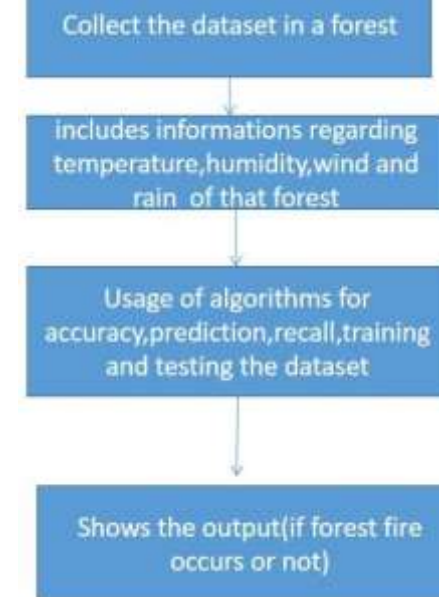 Collect the dataset in a forest
includes informations regarding
temperature,humidity,wind and
rain of that forest
Usage of algorithms for
accuracy,prediction,recall,training
and testing the dataset
Shows the output(if forest fire
occurs or not)